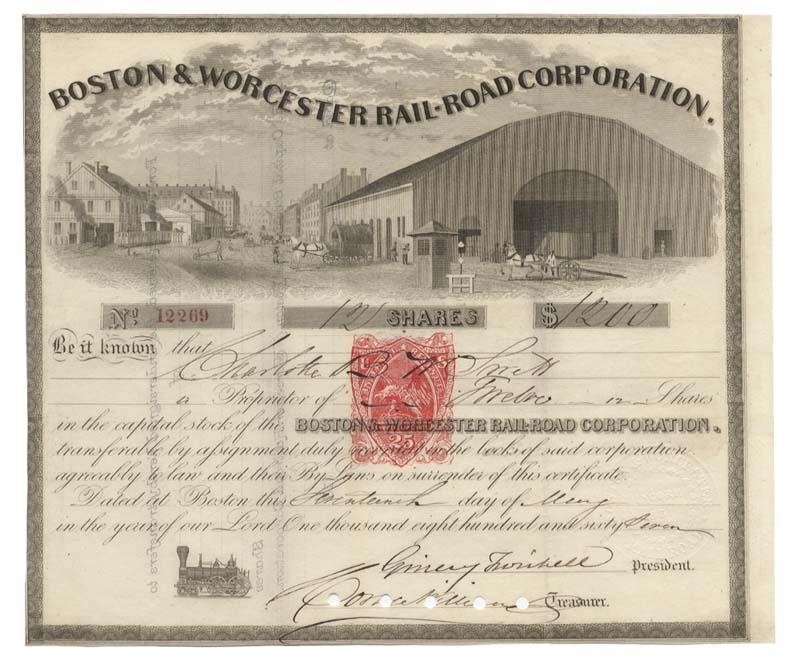 BOSTON & WORCESTER RAIL-ROAD CORPORATION.
No. 12269 12 SHARES $1200
Be it known that
Charlotte B W
a Proprietor of Twelve — 12 — Shares
in the capital stock of the BOSTON & WORCESTER RAIL-ROAD CORPORATION,
transferable by assignment duly recorded in the books of said corporation
agreeably to law and their By-Laws on surrender of this certificate.
Dated at Boston this Seventeenth day of May
in the year of our Lord One thousand eight hundred and sixty seven
Ginery Twichell President.
Treasurer.
U S
25